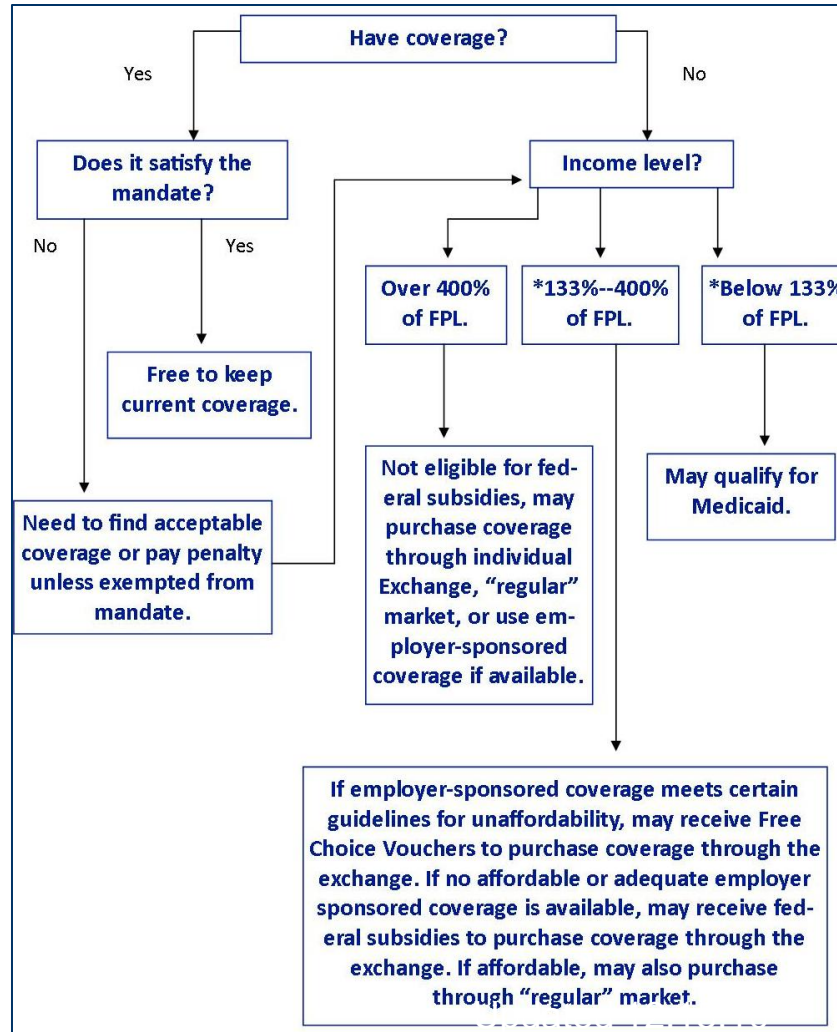 Have coverage?
Yes
No
Does it satisfy the
mandate?
Income level?
No
Yes
Over 400%
of FPL.
*133%--400%
of FPL.
*Below 133%
of FPL.
Free to keep
current coverage.
Not eligible for fed-
eral subsidies, may
purchase coverage
through individual
Exchange, “regular”
market, or use em-
ployer-sponsored
coverage if available.
May qualify for
Medicaid.
Need to find acceptable
coverage or pay penalty
unless exempted from
mandate.
If employer-sponsored coverage meets certain
guidelines for unaffordability, may receive Free
Choice Vouchers to purchase coverage through the
exchange. If no affordable or adequate employer
sponsored coverage is available, may receive fed-
eral subsidies to purchase coverage through the
exchange. If affordable, may also purchase
through “regular” market.